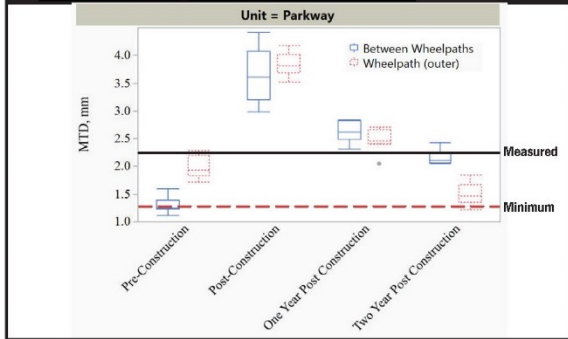 Unit = Parkway
Between Wheelpaths
Wheelpath (outer)
MTD, mm
4.0
3.5
3.0
2.5
2.0
1.5
1.0
Measured
Minimum
Pre-Construction
Post-Construction
One Year Post Construction
Two Year Post Construction